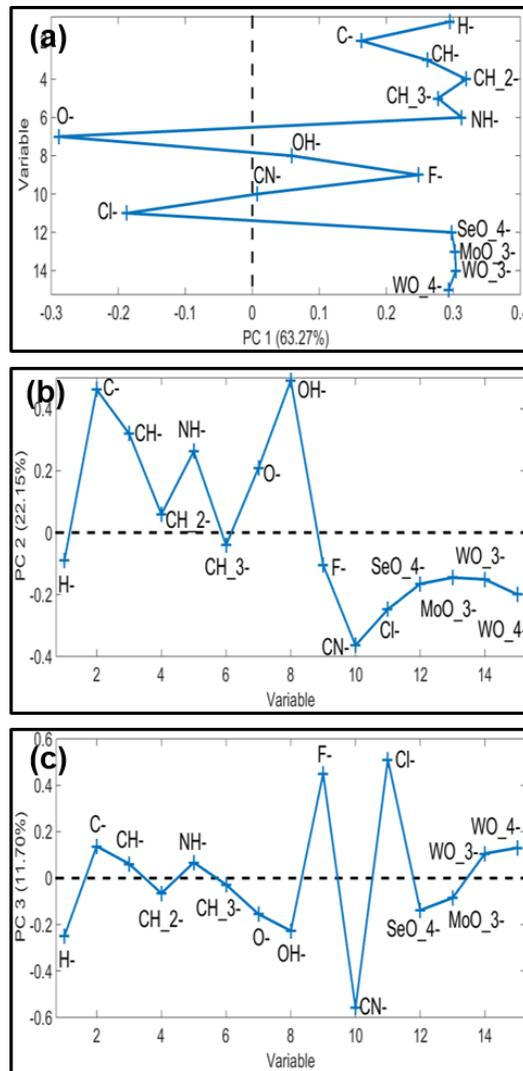 (a)
H-
C-
CH-
CH_2-
CH_3-
NH-
O-
OH-
F-
CN-
Cl-
SeO_4-
MoO_3-
WO_3-
WO_4-
Variable
4
6
8
10
12
14
-0.3 -0.2 -0.1 0 0.1 0.2 0.3 0.4
PC 1 (63.27%)
(b)
C-
OH-
CH-
NH-
O-
CH_2-
H-
CH_3-
F-
SeO_4-
WO_3-
CN-
Cl-
MoO_3-
WO_4-
PC 2 (22.15%)
0.4
0.2
0
-0.2
-0.4
2 4 6 8 10 12 14
Variable
(c)
F-
Cl-
C-
CH-
NH-
WO_4-
WO_3-
CH_2-
CH_3-
H-
O-
OH-
SeO_4-
MoO_3-
CN-
PC 3 (11.70%)
0.6
0.4
0.2
0
-0.2
-0.4
-0.6
2 4 6 8 10 12 14
Variable